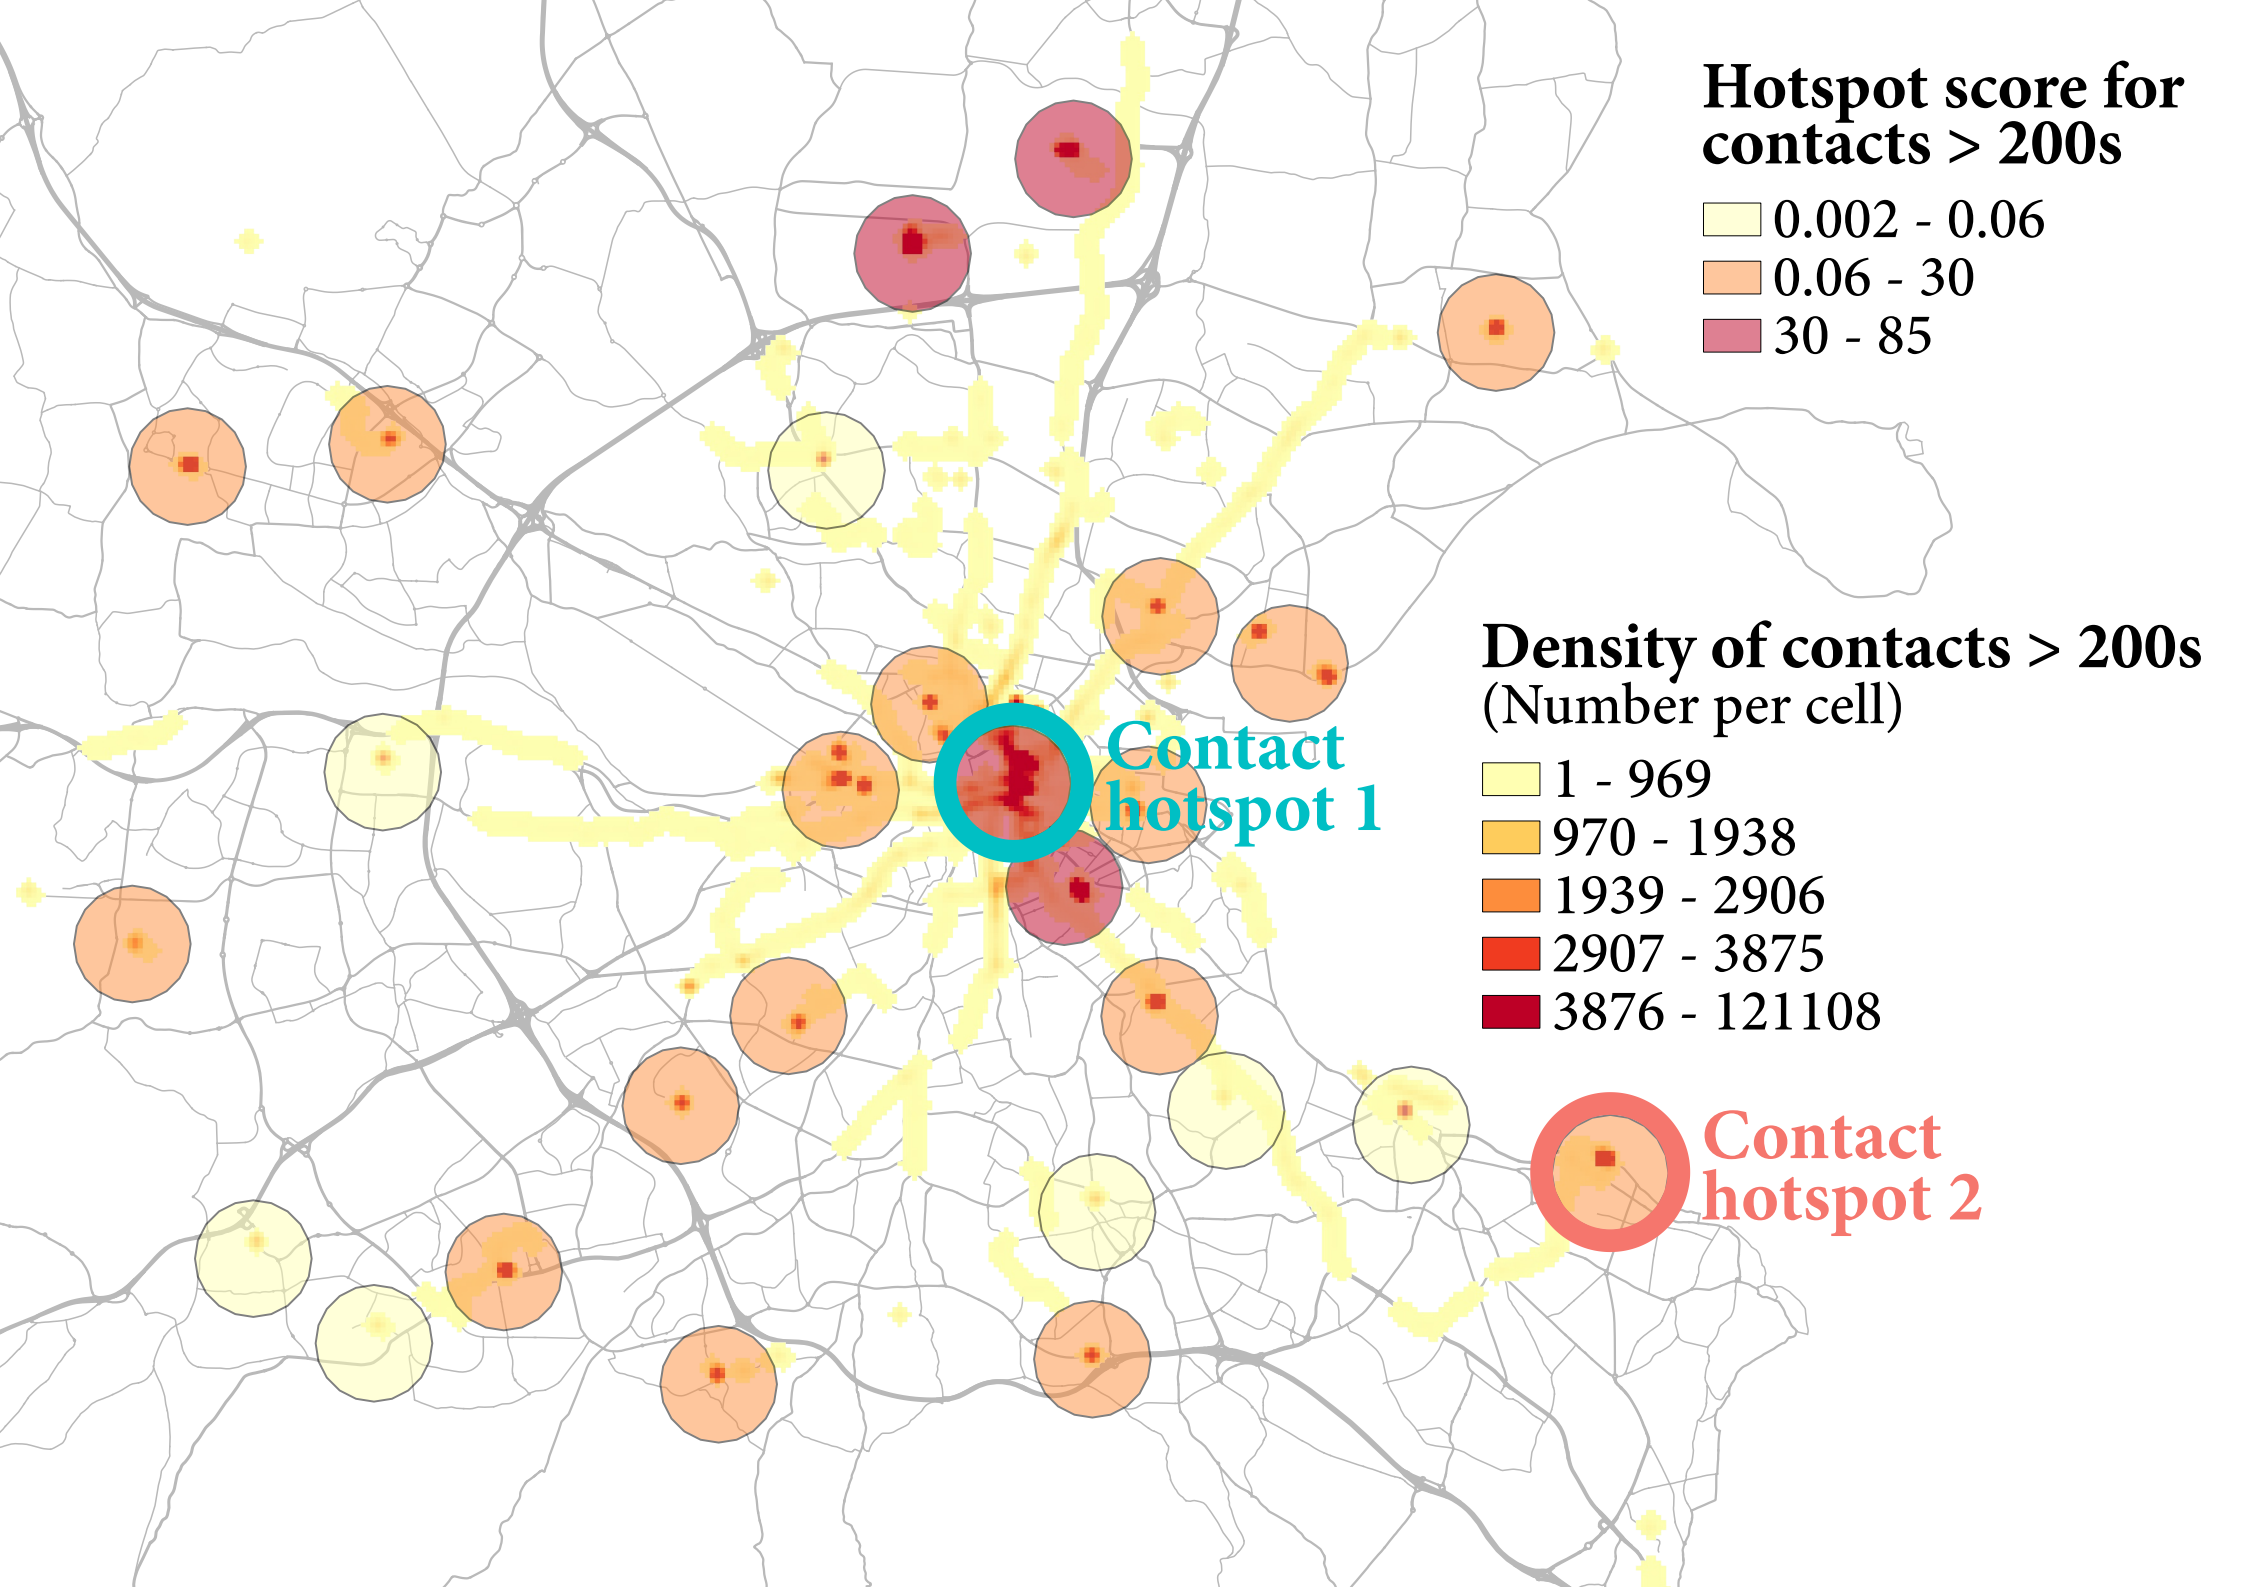 Hotspot score for
contacts > 200s
0.002 - 0.06
0.06 - 30
30 - 85
Density of contacts > 200s
(Number per cell)
1 - 969
970 - 1938
1939 - 2906
2907 - 3875
3876 - 121108
Contact
hotspot 1
Contact
hotspot 2